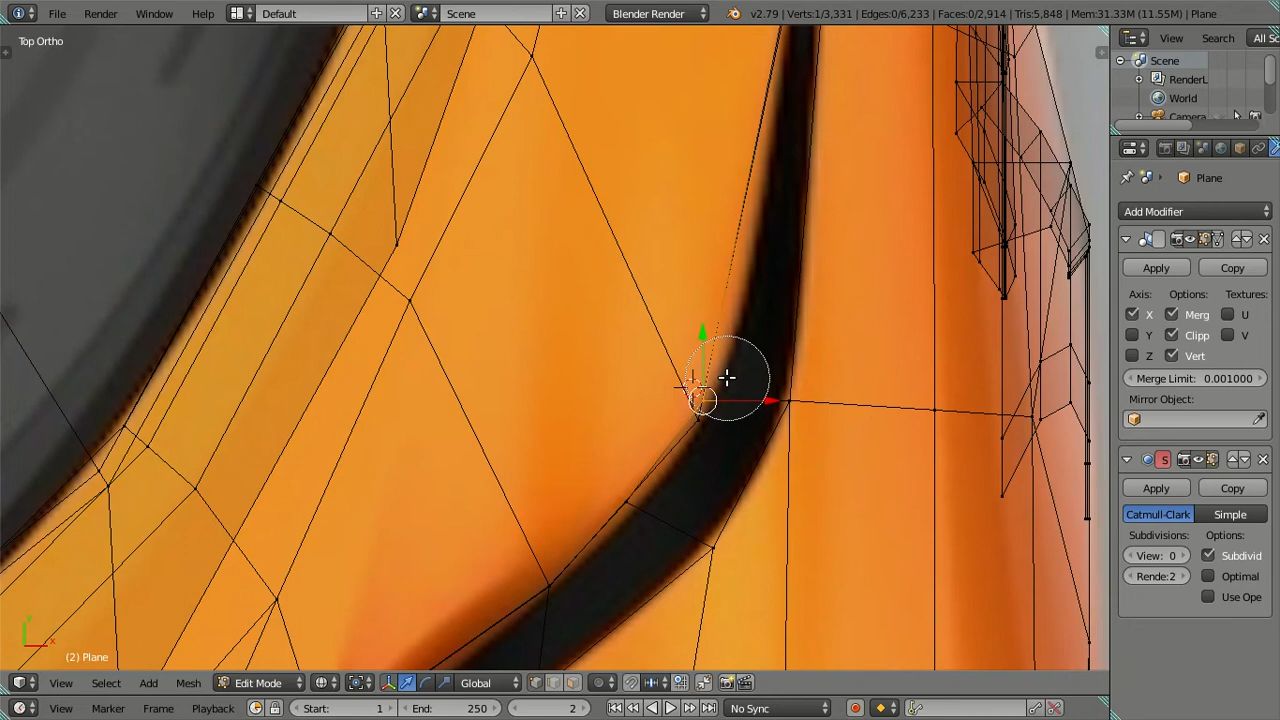 File Render Window Help Default Scene Blender Render v2.79 | Verts:1/3,331 | Edges:0/6,233 | Faces:0/2,914 | Tris:5,848 | Mem:31.33M (11.55M) | Plane
Top Ortho
View Search All Sc
Scene
RenderL
World
Camera
Plane
Add Modifier
Apply Copy
Axis: Options: Textures:
X Merg U
Y Clipp V
Z Vert
Merge Limit: 0.001000
Mirror Object:
S
Apply Copy
Catmull-Clark Simple
Subdivisions: Options:
View: 0 Subdivid
Rende:2 Optimal
Use Ope
y
x
(2) Plane
View Select Add Mesh Edit Mode Global
View Marker Frame Playback Start: 1 End: 250 2 No Sync